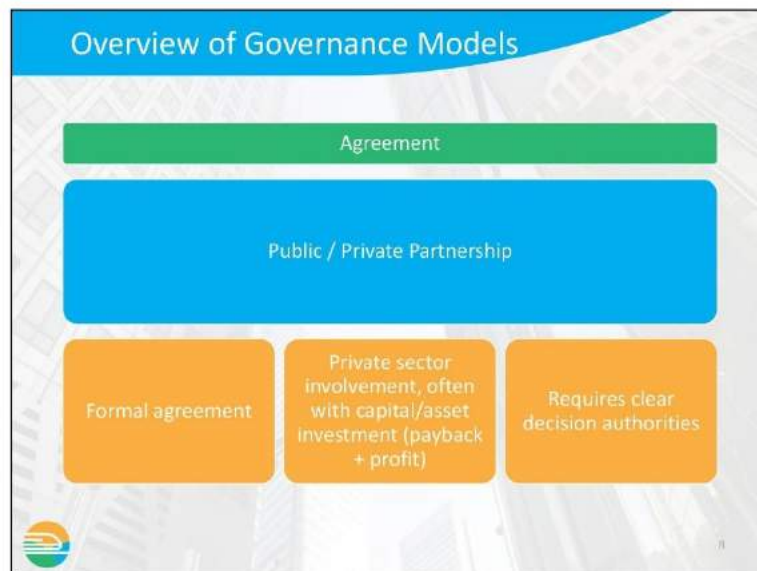 Overview of Governance Models
Agreement
Public / Private Partnership
Formal agreement
Private sector
involvement, often
with capital/asset
investment (payback
+ profit)
Requires clear
decision authorities